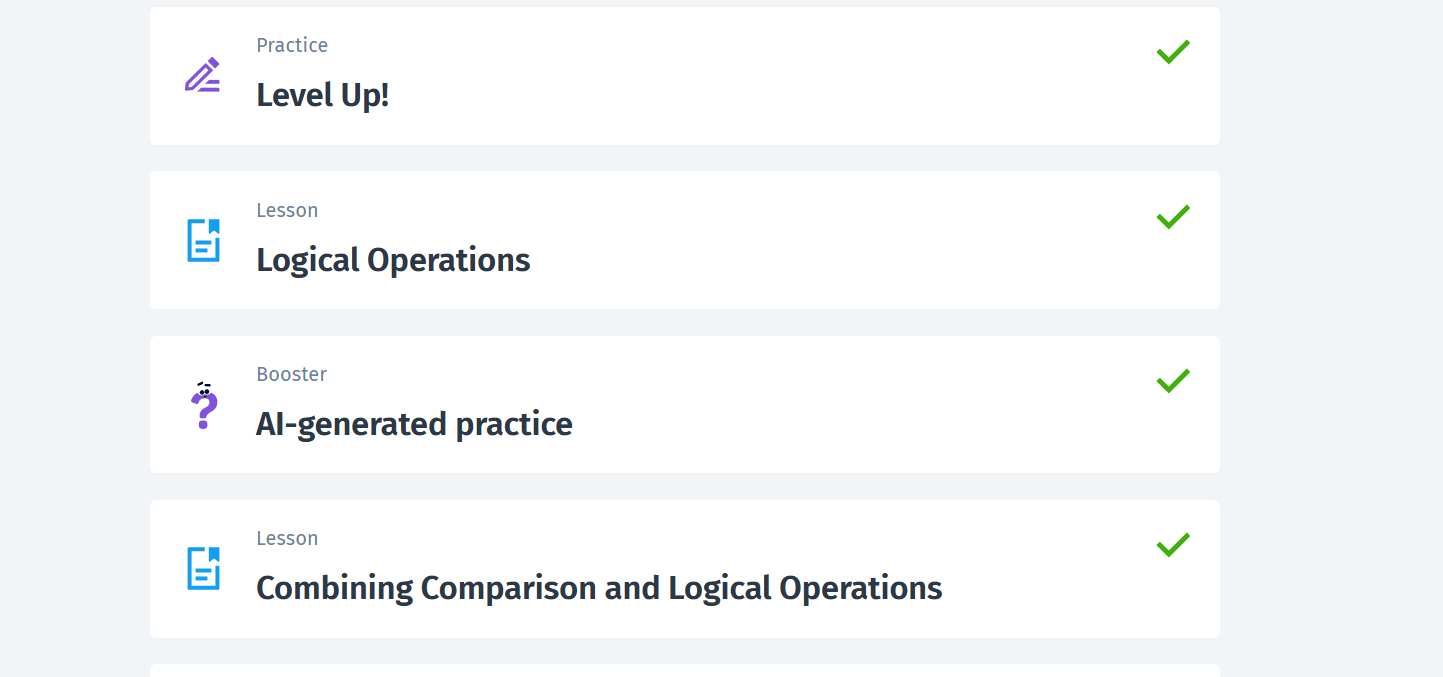 Practice
Level Up!
Lesson
Logical Operations
Booster
AI-generated practice
Lesson
Combining Comparison and Logical Operations